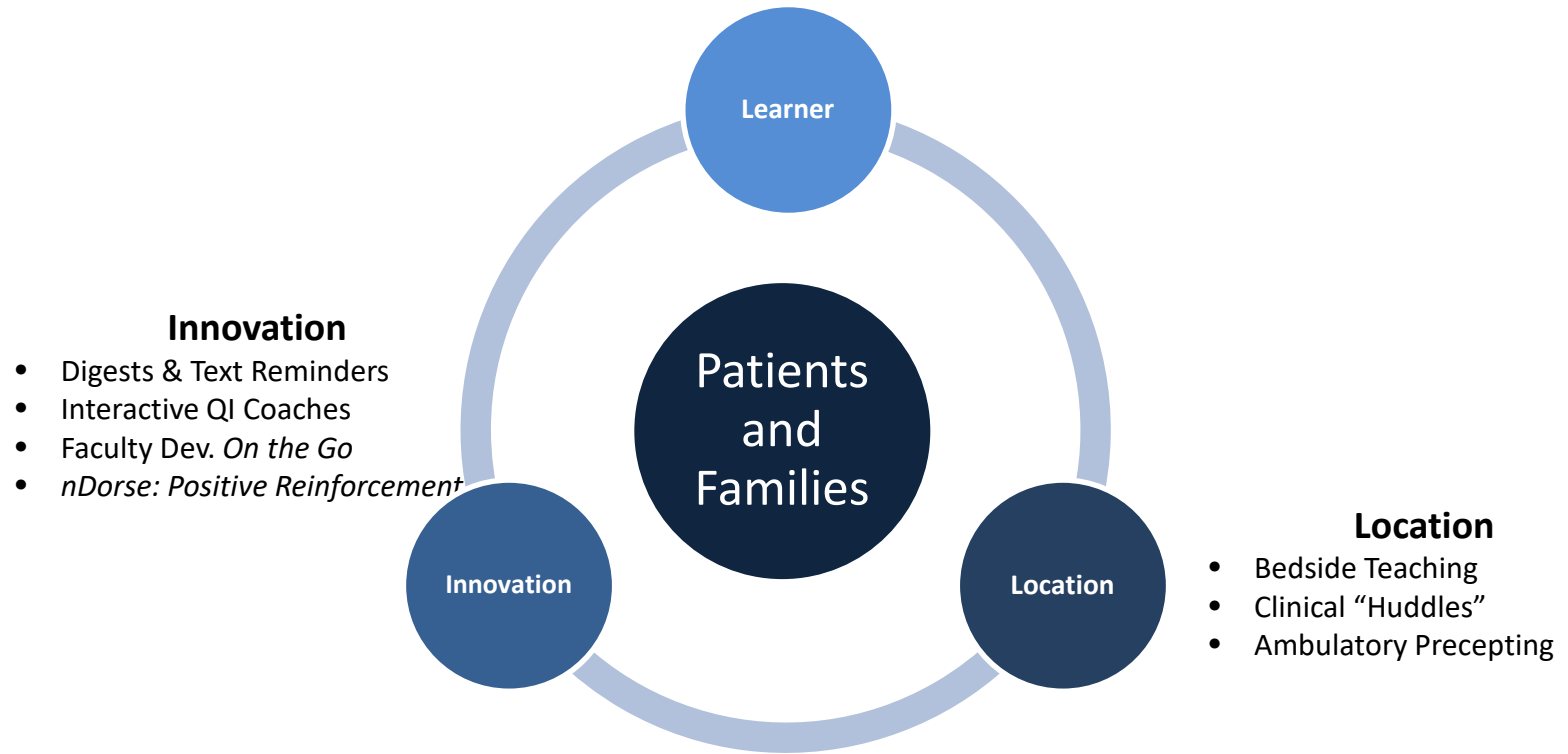 Learner
Innovation
• Digests & Text Reminders
• Interactive QI Coaches
• Faculty Dev. On the Go
• nDorse: Positive Reinforcement
Patients
and
Families
Innovation
Location
Location
• Bedside Teaching
• Clinical “Huddles”
• Ambulatory Precepting